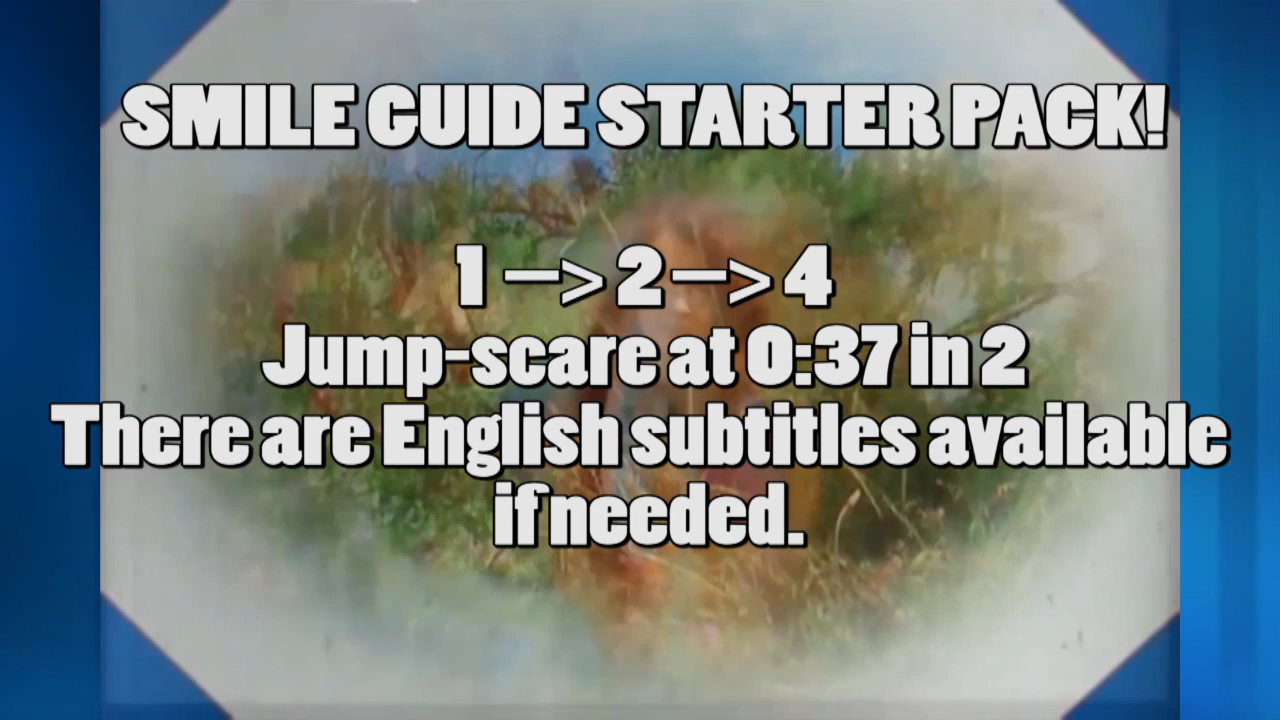 SMILE GUIDE STARTER PACK!
1 —> 2 —> 4
Jump-scare at 0:37 in 2
There are English subtitles available
if needed.